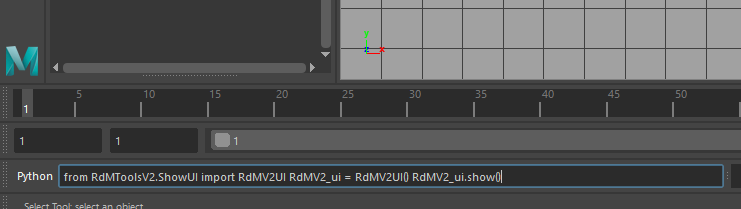 M
y
x
1
5
10
15
20
25
30
35
40
45
50
1
1
1
Python
from RdMToolsV2.ShowUI import RdMV2UI RdMV2_ui = RdMV2UI() RdMV2_ui.show()
Select Tool: select an object